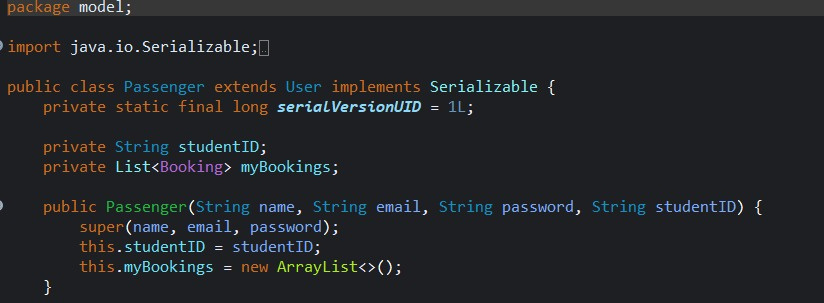 package model;
import java.io.Serializable;
public class Passenger extends User implements Serializable {
private static final long serialVersionUID = 1L;
private String studentID;
private List<Booking> myBookings;
public Passenger(String name, String email, String password, String studentID) {
super(name, email, password);
this.studentID = studentID;
this.myBookings = new ArrayList<>();
}